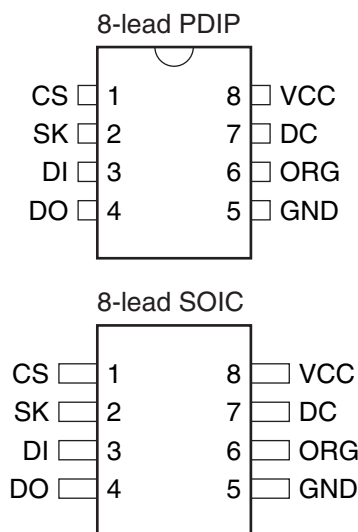 8-lead PDIP
CS 1 8 VCC
SK 2 7 DC
DI 3 6 ORG
DO 4 5 GND
8-lead SOIC
CS 1 8 VCC
SK 2 7 DC
DI 3 6 ORG
DO 4 5 GND